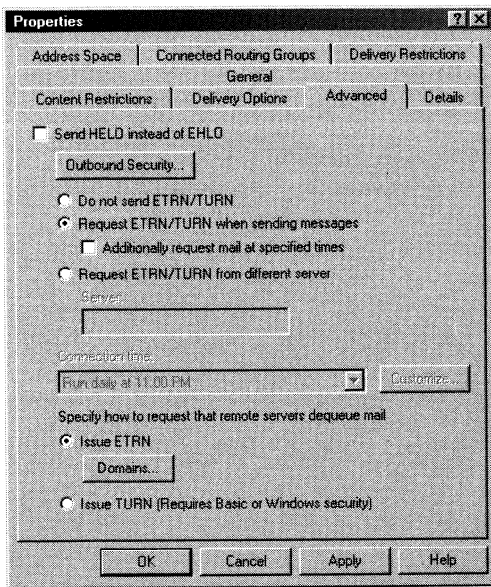 Properties
Address Space
Connected Routing Groups
Delivery Restrictions
General
Content Restrictions
Delivery Options
Advanced
Details
Send HELO instead of EHLO
Outbound Security...
Do not send ETRN/TURN
Request ETRN/TURN when sending messages
Additionally request mail at specified times
Request ETRN/TURN from different server
Server:
Connection time:
Run daily at 11:00 PM
Customize...
Specify how to request that remote servers dequeue mail
Issue ETRN
Domains...
Issue TURN (Requires Basic or Windows security)
OK
Cancel
Apply
Help